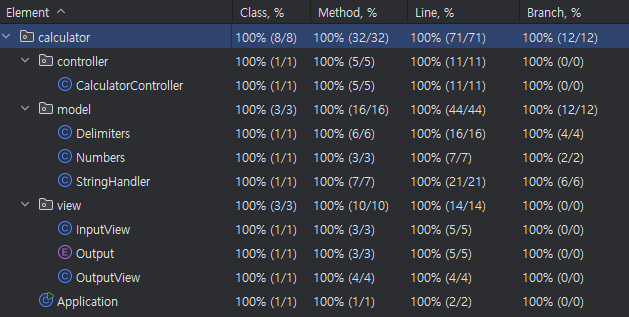 Element Class, % Method, % Line, % Branch, %
calculator 100% (8/8) 100% (32/32) 100% (71/71) 100% (12/12)
controller 100% (1/1) 100% (5/5) 100% (11/11) 100% (0/0)
C CalculatorController 100% (1/1) 100% (5/5) 100% (11/11) 100% (0/0)
model 100% (3/3) 100% (16/16) 100% (44/44) 100% (12/12)
C Delimiters 100% (1/1) 100% (6/6) 100% (16/16) 100% (4/4)
C Numbers 100% (1/1) 100% (3/3) 100% (7/7) 100% (2/2)
C StringHandler 100% (1/1) 100% (7/7) 100% (21/21) 100% (6/6)
view 100% (3/3) 100% (10/10) 100% (14/14) 100% (0/0)
C InputView 100% (1/1) 100% (3/3) 100% (5/5) 100% (0/0)
E Output 100% (1/1) 100% (3/3) 100% (5/5) 100% (0/0)
C OutputView 100% (1/1) 100% (4/4) 100% (4/4) 100% (0/0)
C Application 100% (1/1) 100% (1/1) 100% (2/2) 100% (0/0)